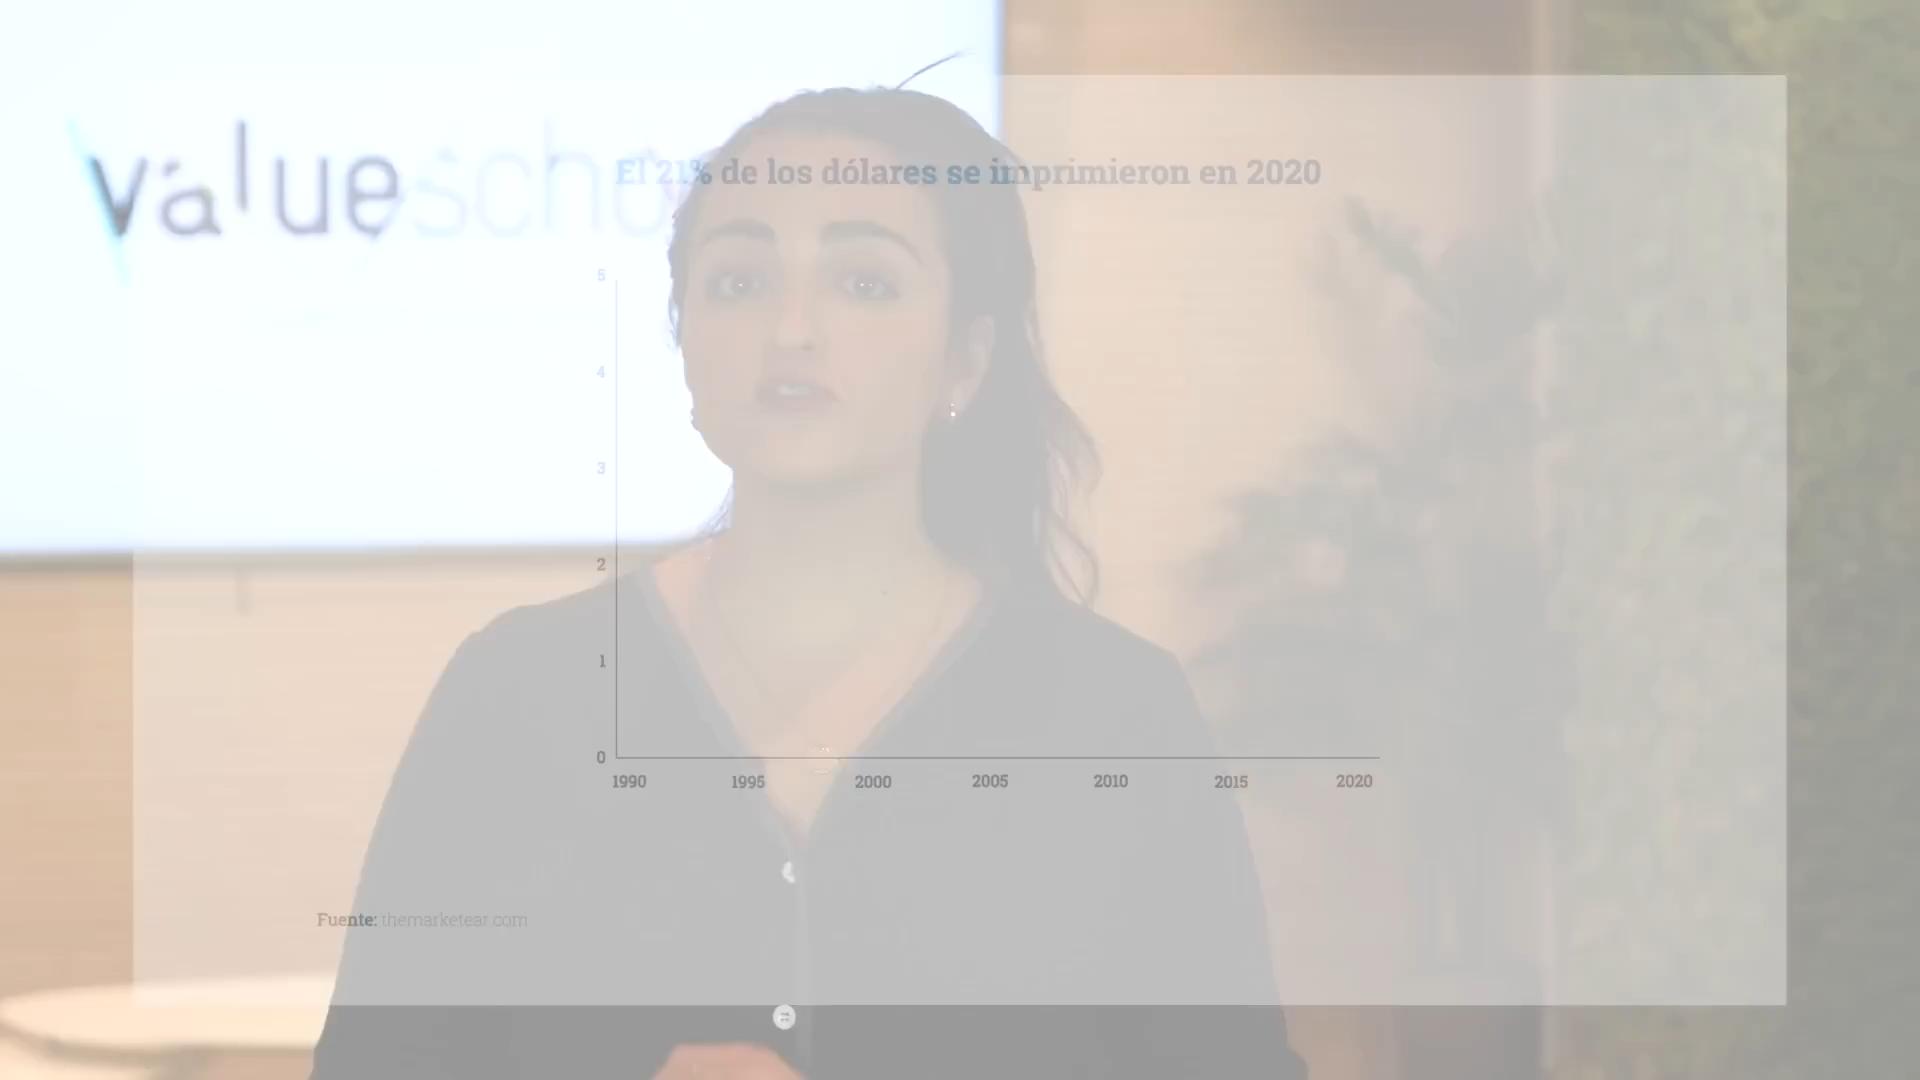 valuescho
El 21% de los dólares se imprimieron en 2020
5
4
3
2
1
0
1990 1995 2000 2005 2010 2015 2020
Fuente: themarketear.com